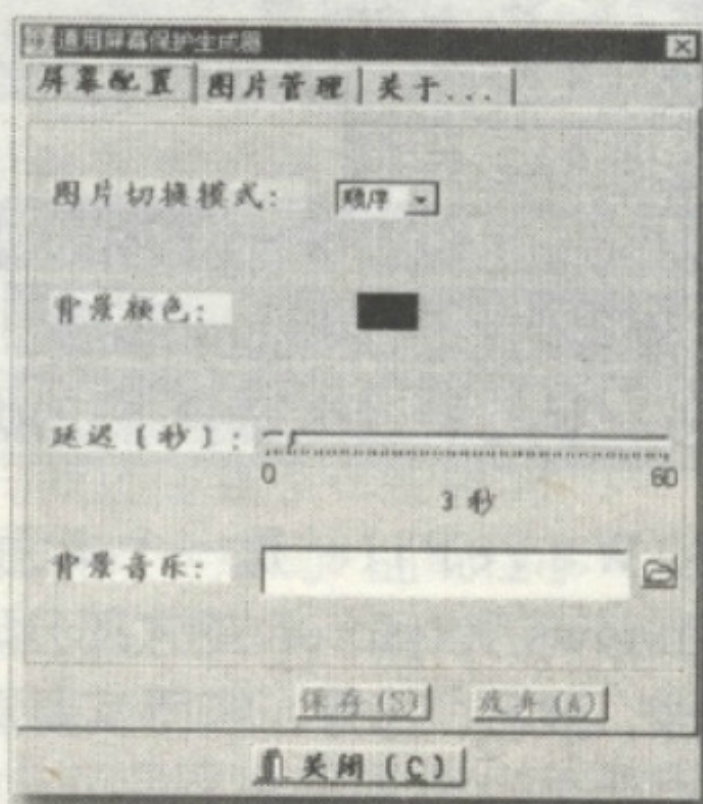 通用屏幕保护生成器
屏幕配置 图片管理 关于...
图片切换模式: 顺序
背景颜色:
延迟(秒):
0 60
3 秒
背景音乐:
保存(S) 放弃(A)
关闭(C)